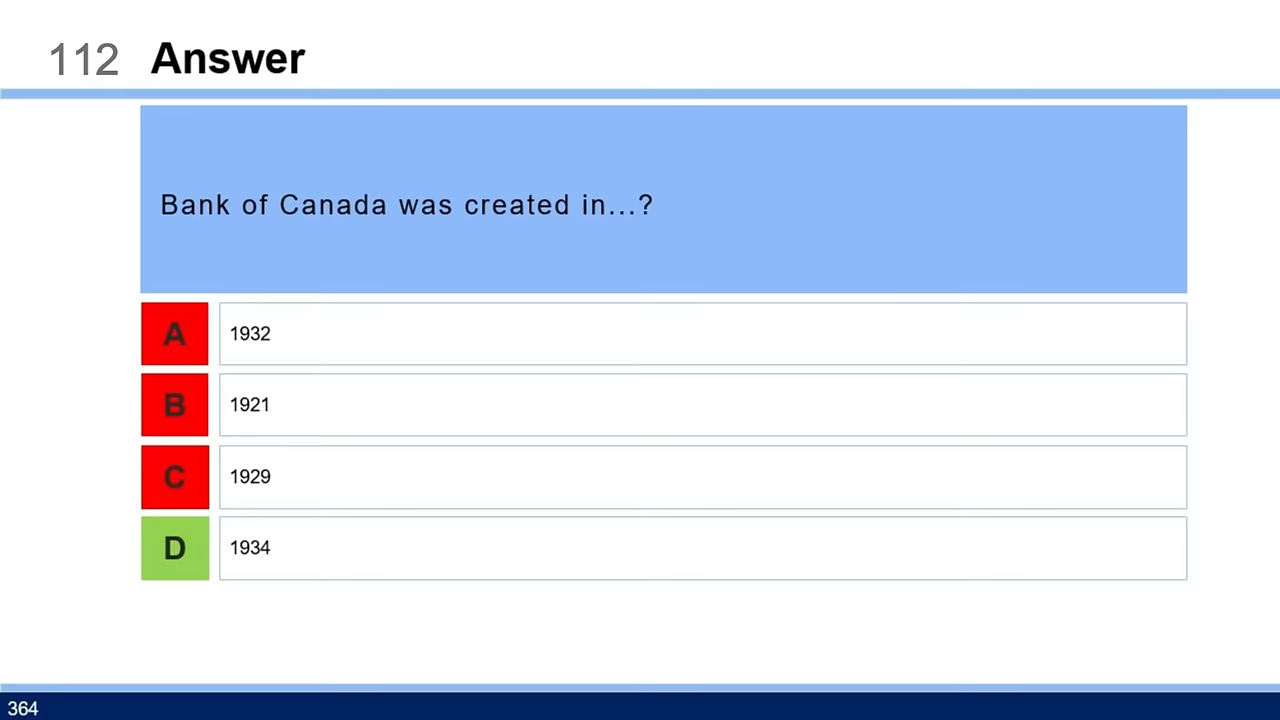 112 Answer
Bank of Canada was created in...?
A 1932
B 1921
C 1929
D 1934
364